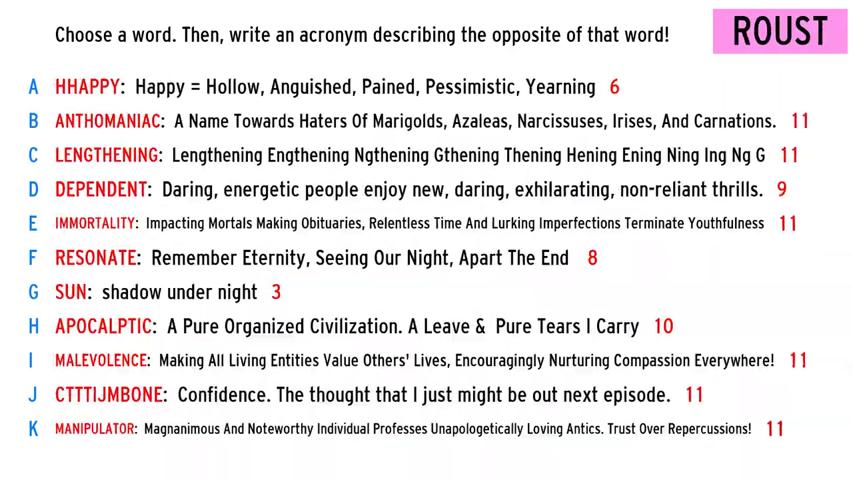 Choose a word. Then, write an acronym describing the opposite of that word!
ROUST
A HHAPPY: Happy = Hollow, Anguished, Pained, Pessimistic, Yearning 6
B ANTHOMANIAC: A Name Towards Haters Of Marigolds, Azaleas, Narcissuses, Irises, And Carnations. 11
C LENGTHENING: Lengthening Engthening Ngthening Gthening Thening Hening Ening Ning Ing Ng G 11
D DEPENDENT: Daring, energetic people enjoy new, daring, exhilarating, non-reliant thrills. 9
E IMMORTALITY: Impacting Mortals Making Obituaries, Relentless Time And Lurking Imperfections Terminate Youthfulness 11
F RESONATE: Remember Eternity, Seeing Our Night, Apart The End 8
G SUN: shadow under night 3
H APOCALPTIC: A Pure Organized Civilization. A Leave & Pure Tears I Carry 10
I MALEVOLENCE: Making All Living Entities Value Others' Lives, Encouragingly Nurturing Compassion Everywhere! 11
J CTTTIJMBONE: Confidence. The thought that I just might be out next episode. 11
K MANIPULATOR: Magnanimous And Noteworthy Individual Professes Unapologetically Loving Antics. Trust Over Repercussions! 11